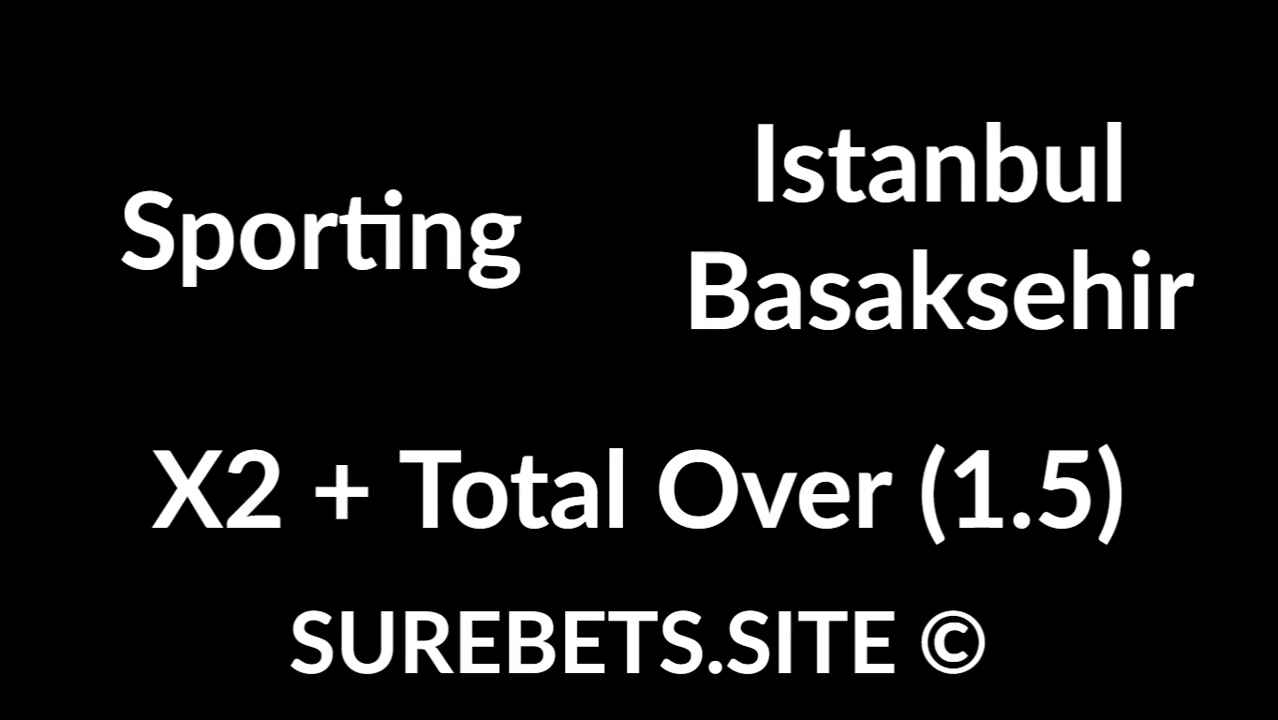 Sporting
Istanbul
Basaksehir
X2 + Total Over (1.5)
SUREBETS.SITE ©